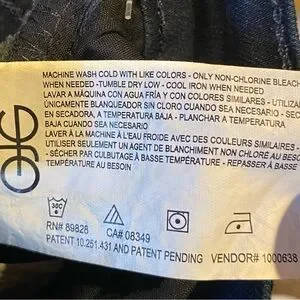 MACHINE WASH COLD WITH LIKE COLORS - ONLY NON-CHLORINE BLEACH
WHEN NEEDED - TUMBLE DRY LOW - COOL IRON WHEN NEEDED
LAVAR A MÁQUINA CON AGUA FRÍA Y CON COLORES SIMILARES - UTILIZA
ÚNICAMENTE BLANQUEADOR SIN CLORO CUANDO SEA NECESARIO - SEC
EN SECADORA, A TEMPERATURA BAJA - PLANCHAR A TEMPERATURA
BAJA CUANDO SEA NECESARIO
LAVER À LA MACHINE À L'EAU FROIDE AVEC DES COULEURS SIMILAIRES -
UTILISER SEULEMENT UN AGENT DE BLANCHIMENT NON CHLORÉ AU BESO
- SÉCHER PAR CULBUTAGE À BASSE TEMPÉRATURE - REPASSER À BASSE
TEMPÉRATURE AU BESOIN
RN# 89828 CA# 08349
PATENT 10.251.431 AND PATENT PENDING VENDOR# 1000638